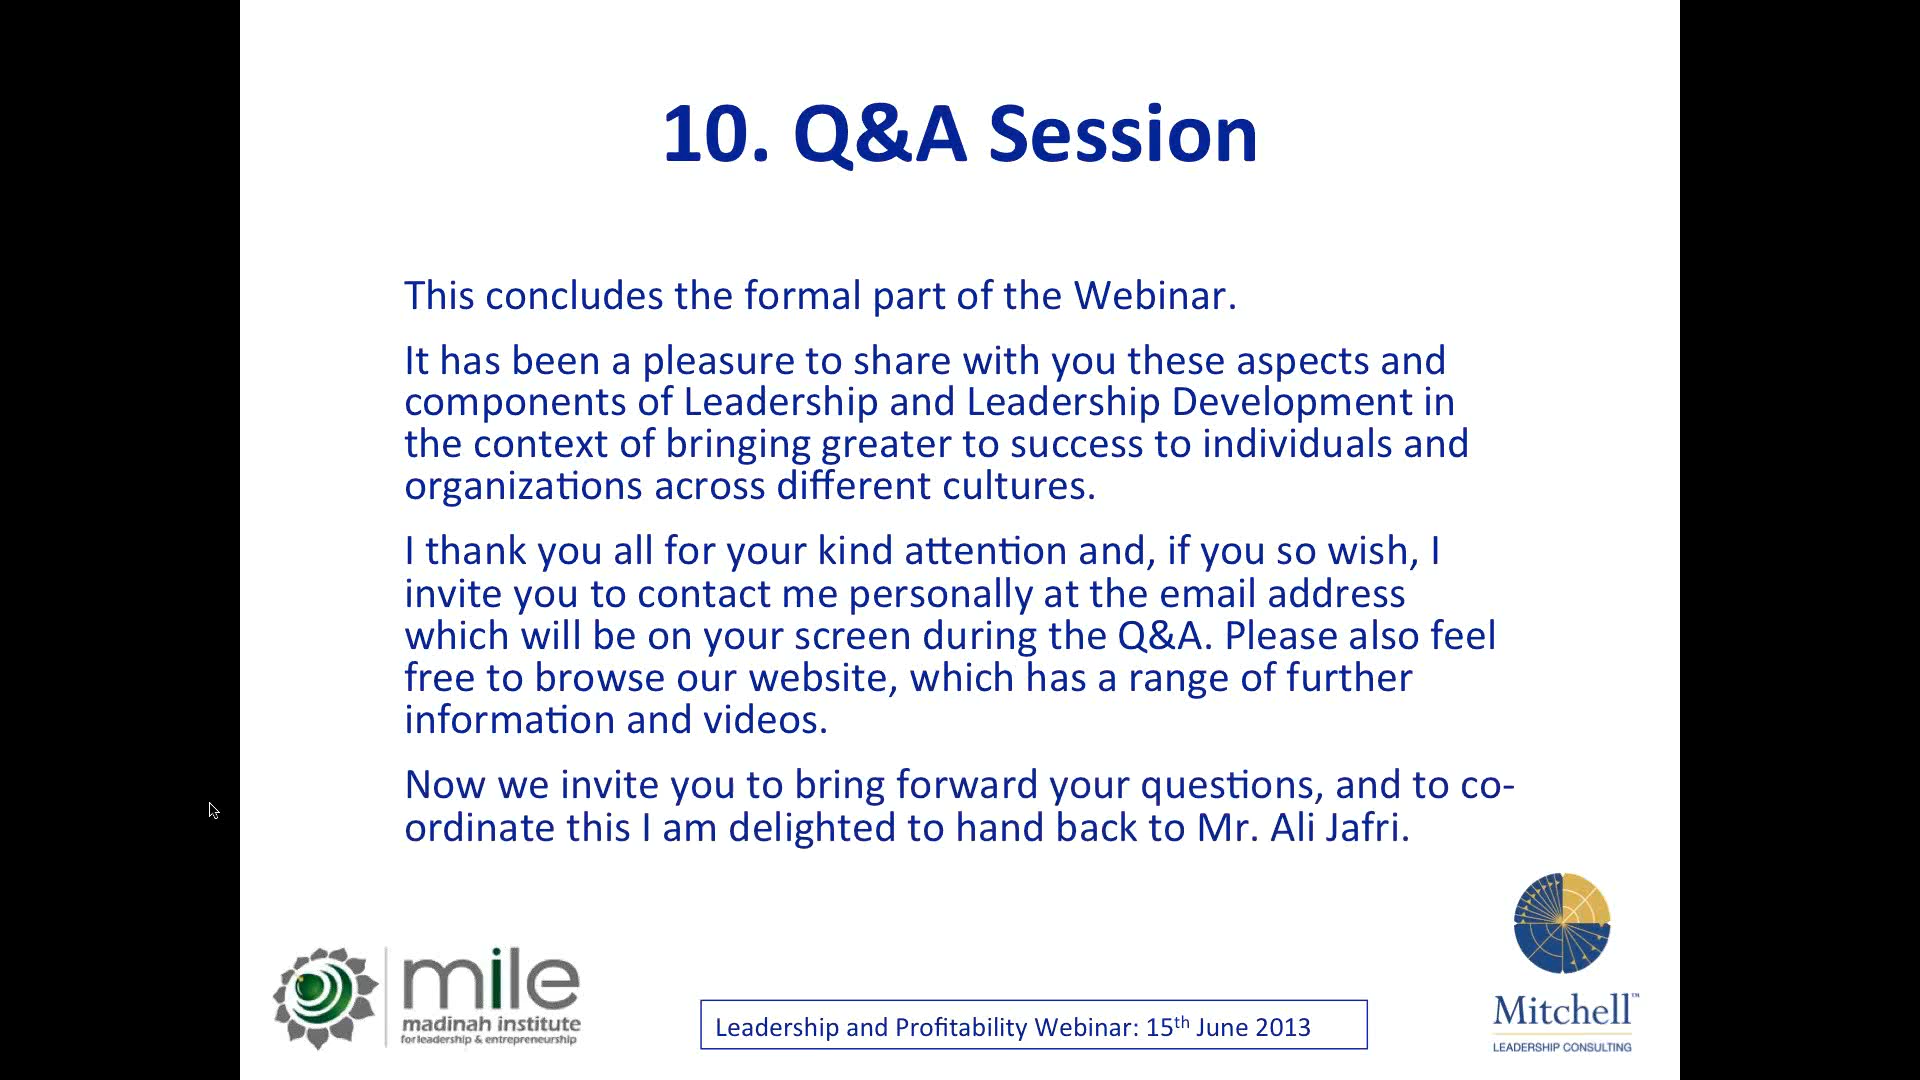 10. Q&A Session
This concludes the formal part of the Webinar.
It has been a pleasure to share with you these aspects and
components of Leadership and Leadership Development in
the context of bringing greater to success to individuals and
organizations across different cultures.
I thank you all for your kind attention and, if you so wish, I
invite you to contact me personally at the email address
which will be on your screen during the Q&A. Please also feel
free to browse our website, which has a range of further
information and videos.
Now we invite you to bring forward your questions, and to co-
ordinate this I am delighted to hand back to Mr. Ali Jafri.
mile
madinah institute
for leadership & entrepreneurship
Leadership and Profitability Webinar: 15th June 2013
Mitchell™
LEADERSHIP CONSULTING